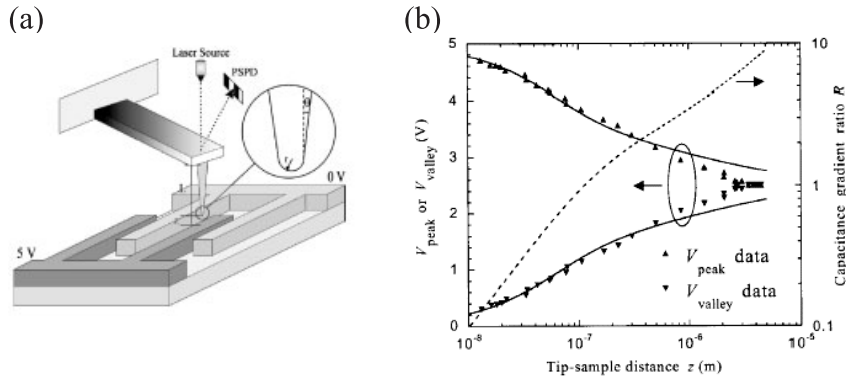 (a)
Laser Source
PSPD
θ
r
l
0 V
5 V
(b)
V_peak or V_valley (V)
5
4
3
2
1
0
10
1
0.1
Capacitance gradient ratio R
V_peak data
V_valley data
10⁻⁸ 10⁻⁷ 10⁻⁶ 10⁻⁵
Tip-sample distance z (m)